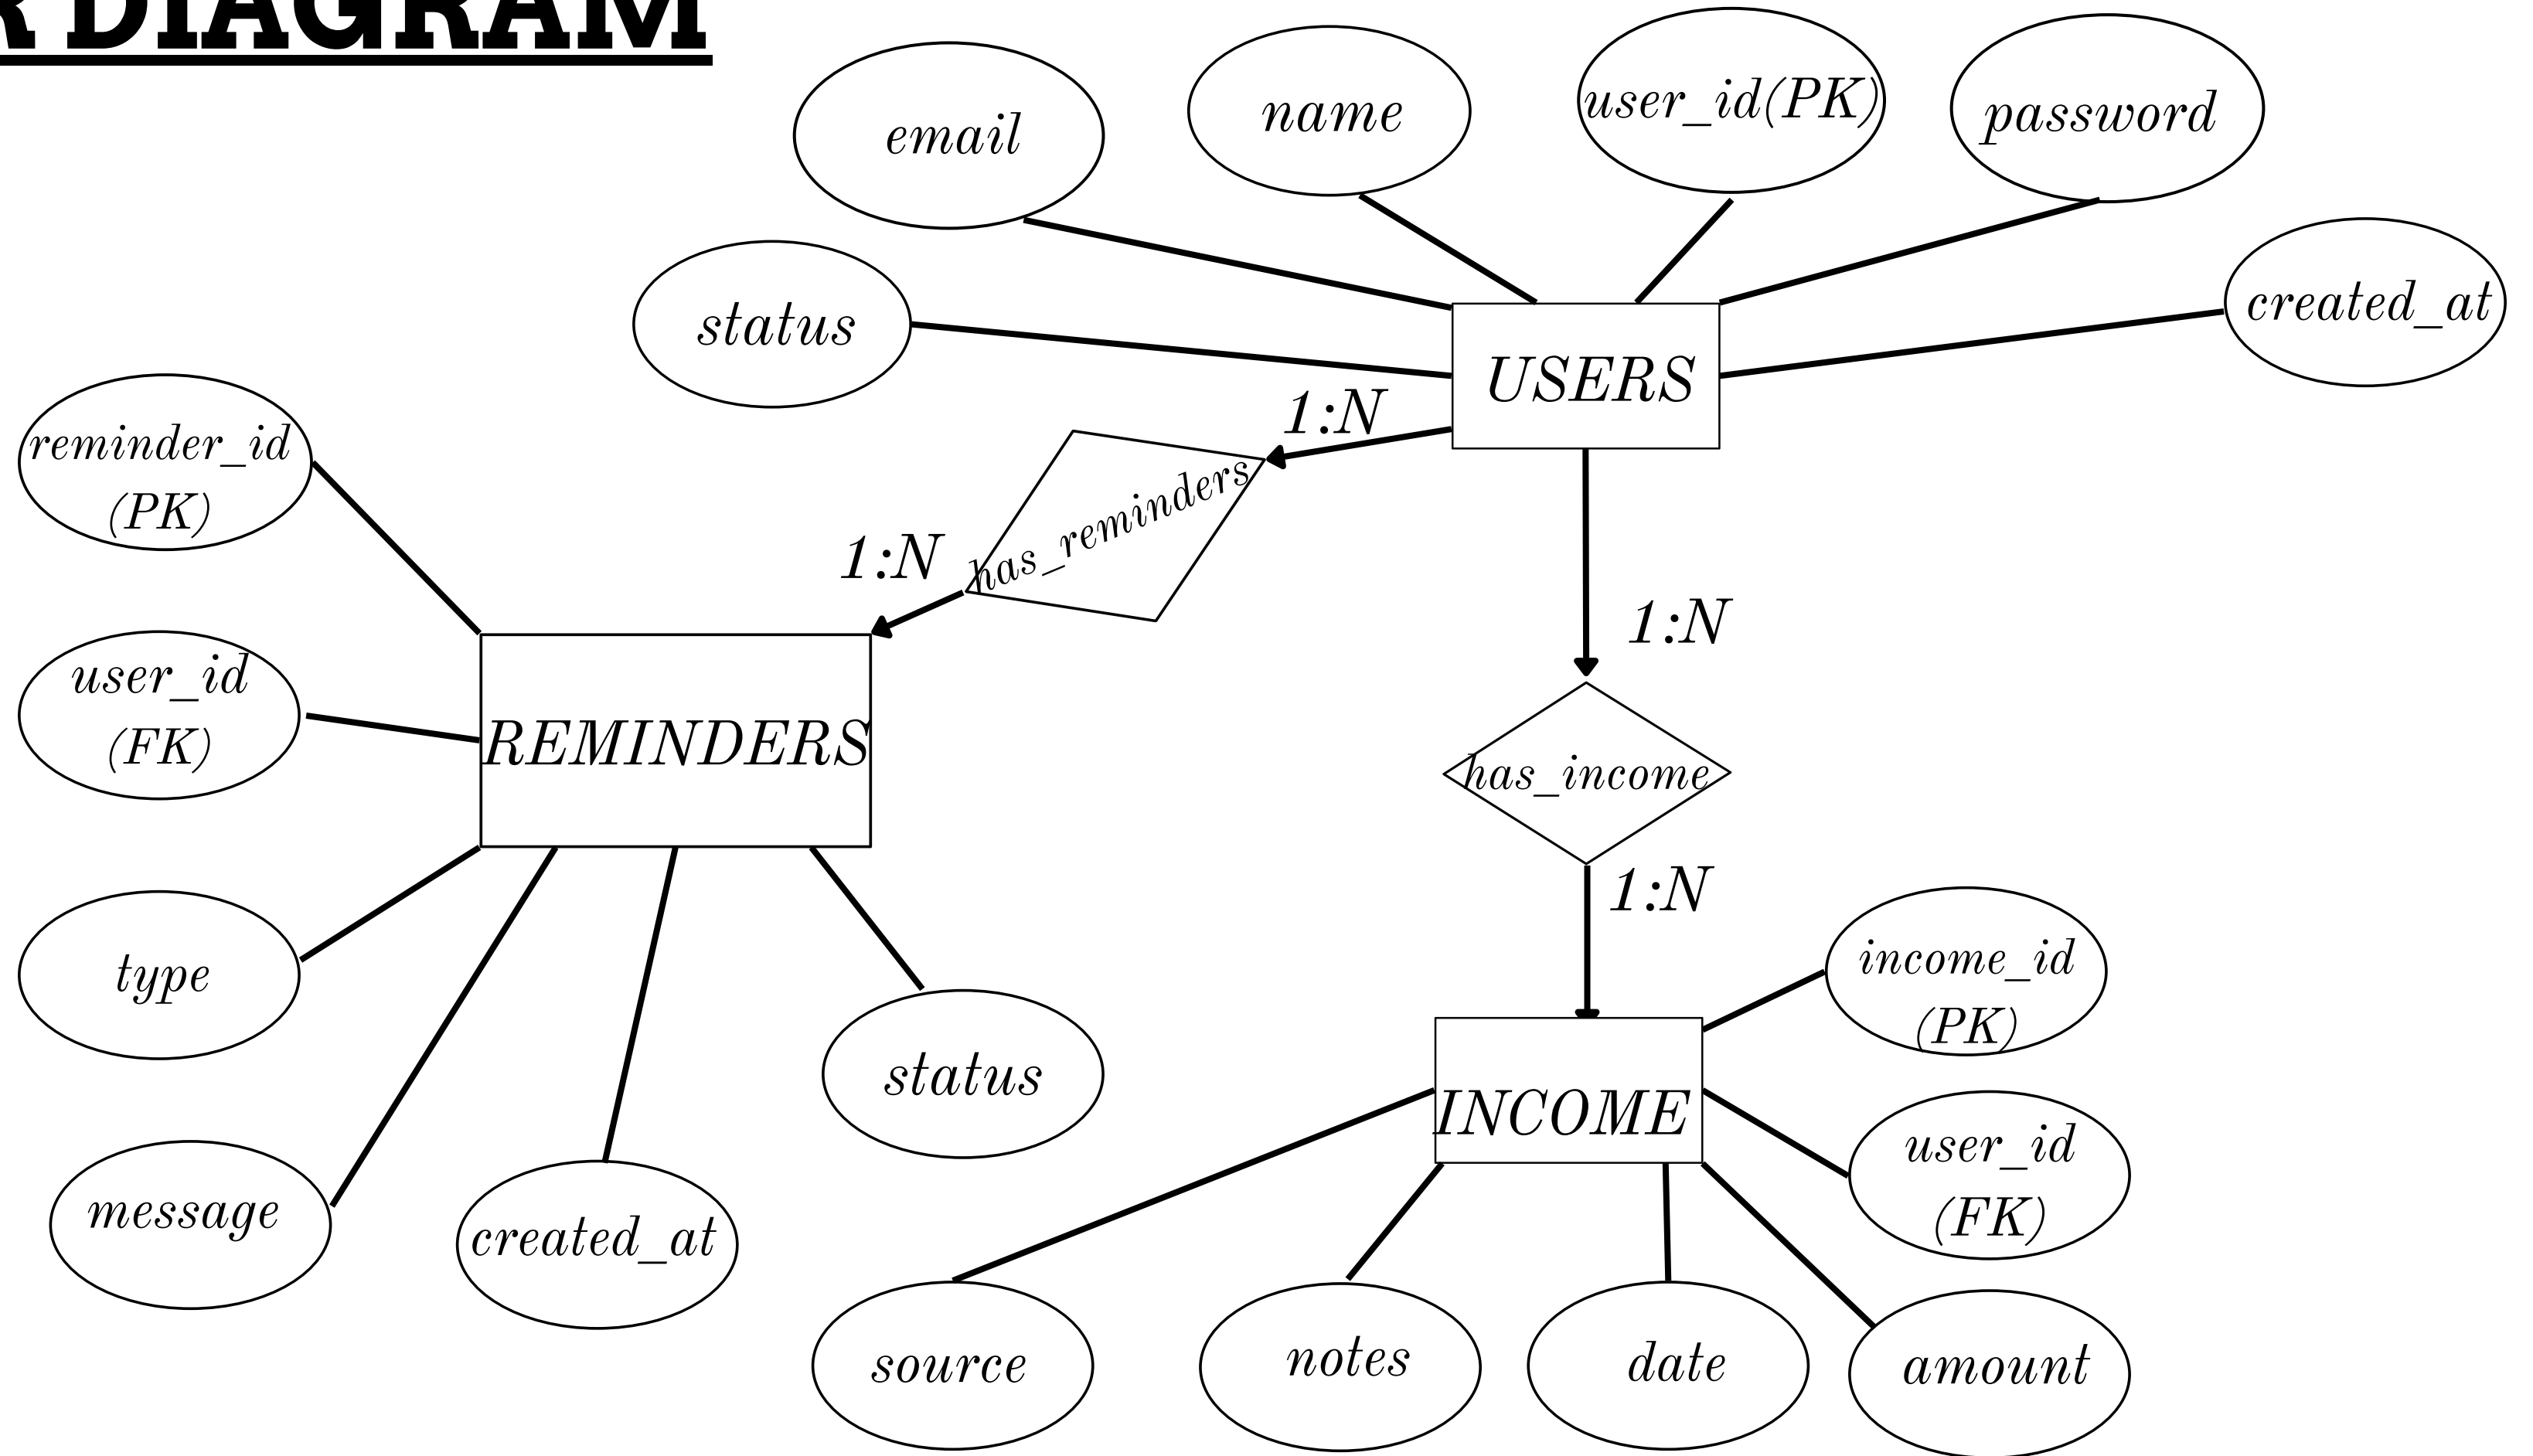 R DIAGRAM
email
name
user_id(PK)
password
status
created_at
USERS
1:N
has_reminders
1:N
reminder_id
(PK)
user_id
(FK)
REMINDERS
type
message
created_at
status
1:N
has_income
1:N
INCOME
income_id
(PK)
user_id
(FK)
source
notes
date
amount